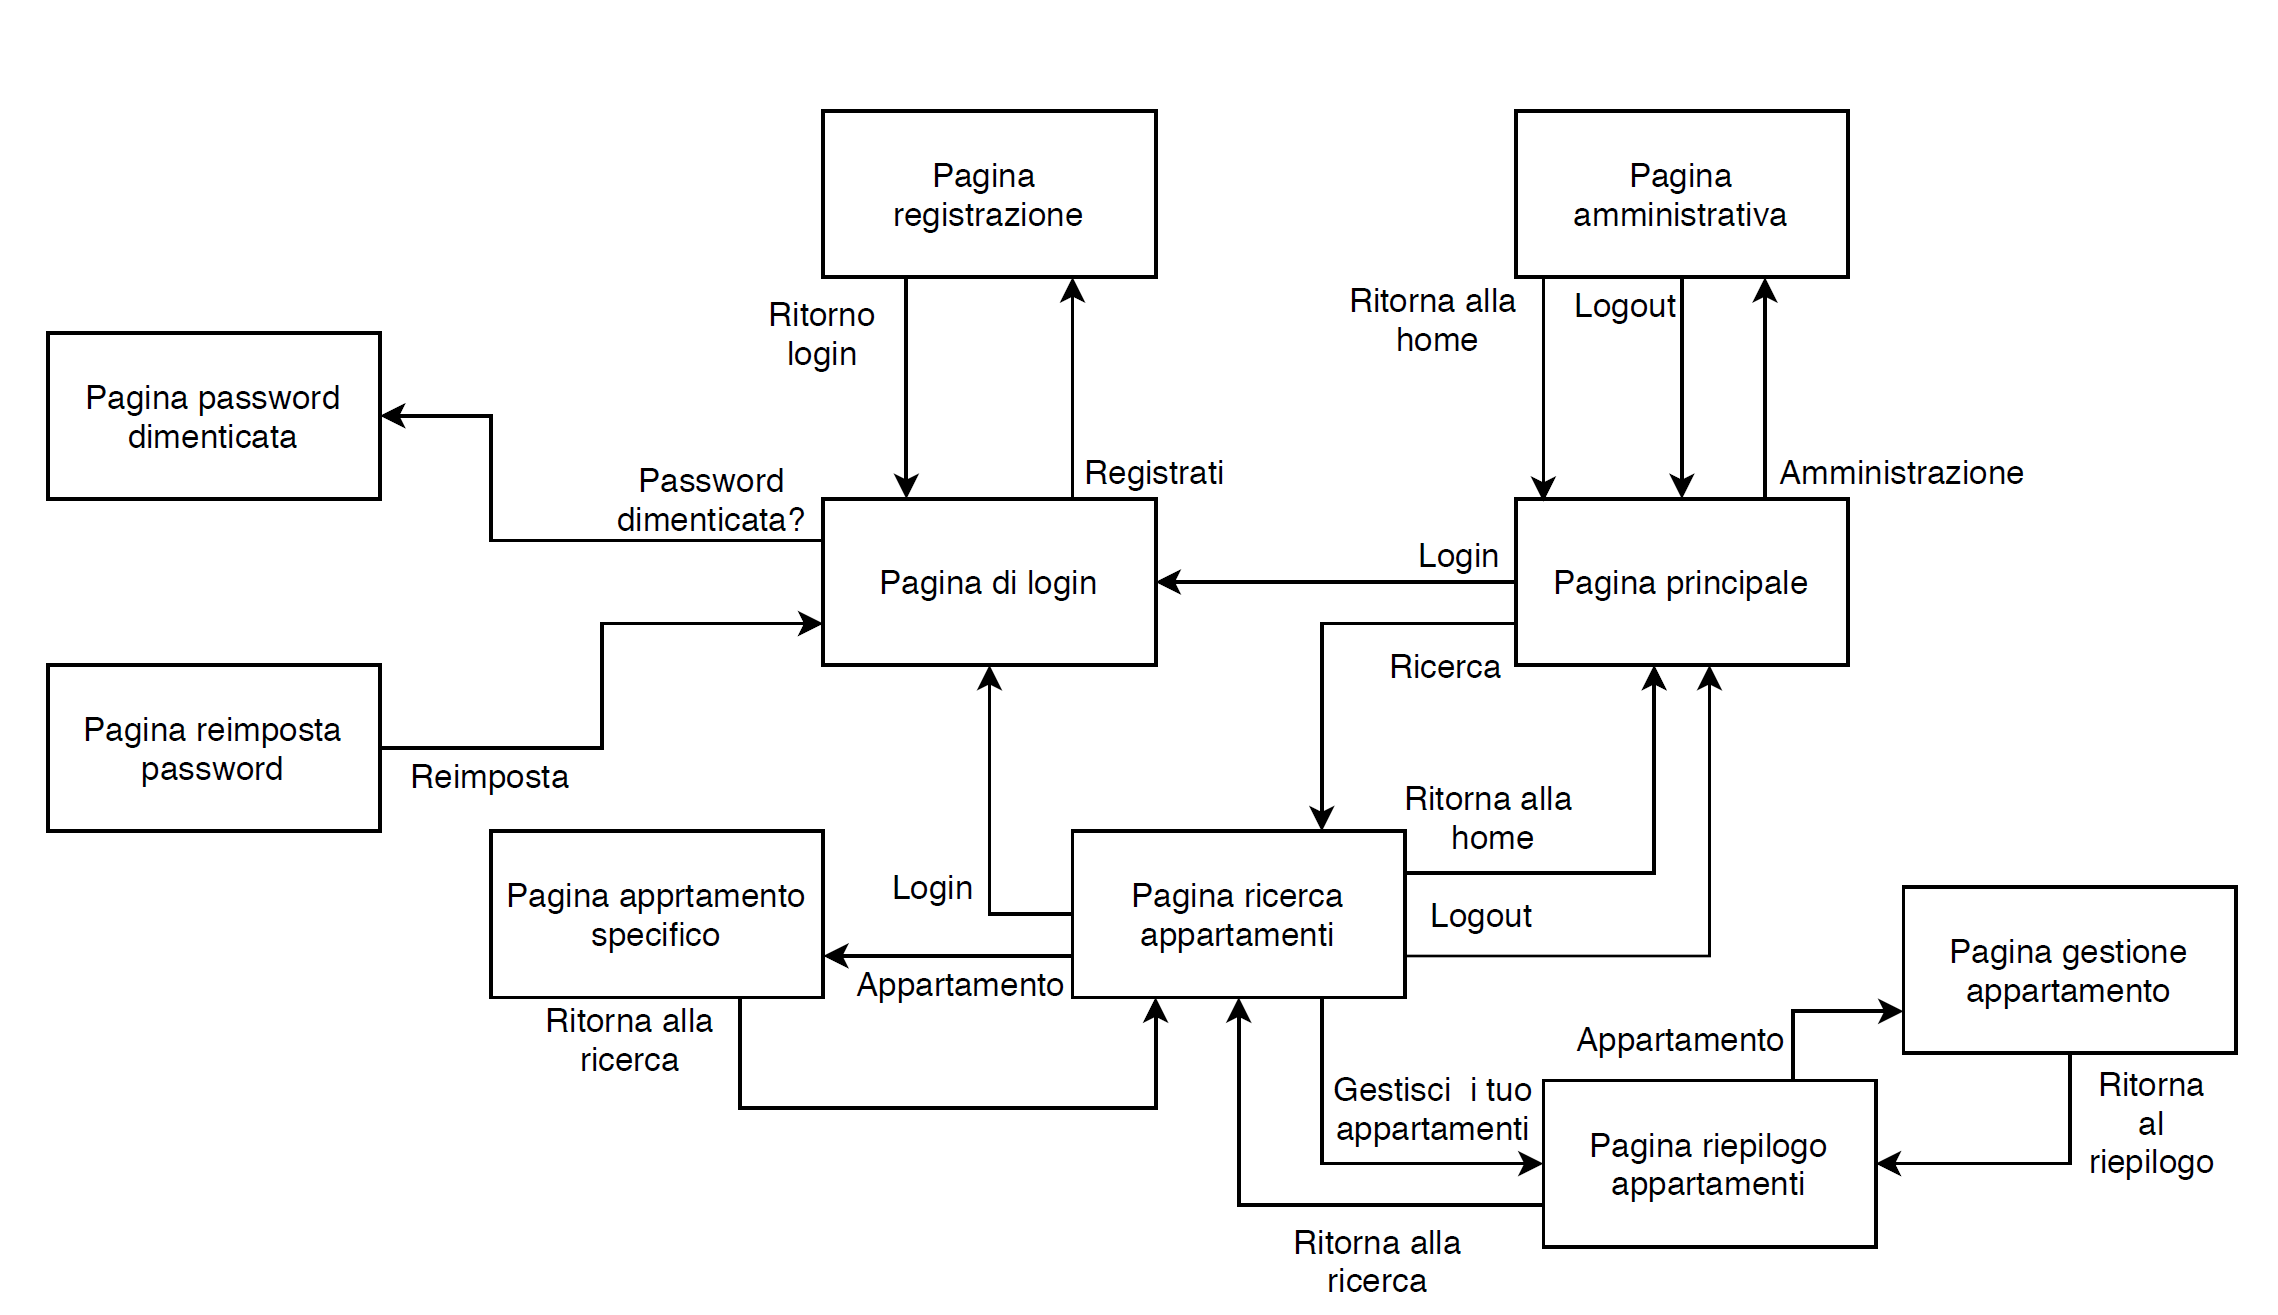 Pagina
registrazione
Pagina
amministrativa
Ritorno
login
Ritorna alla
home
Logout
Pagina password
dimenticata
Password
dimenticata?
Registrati
Amministrazione
Pagina di login
Login
Pagina principale
Ricerca
Pagina reimposta
password
Reimposta
Ritorna alla
home
Pagina apprtamento
specifico
Login
Pagina ricerca
appartamenti
Logout
Appartamento
Pagina gestione
appartamento
Ritorna alla
ricerca
Appartamento
Gestisci  i tuo
appartamenti
Ritorna
al
riepilogo
Pagina riepilogo
appartamenti
Ritorna alla
ricerca